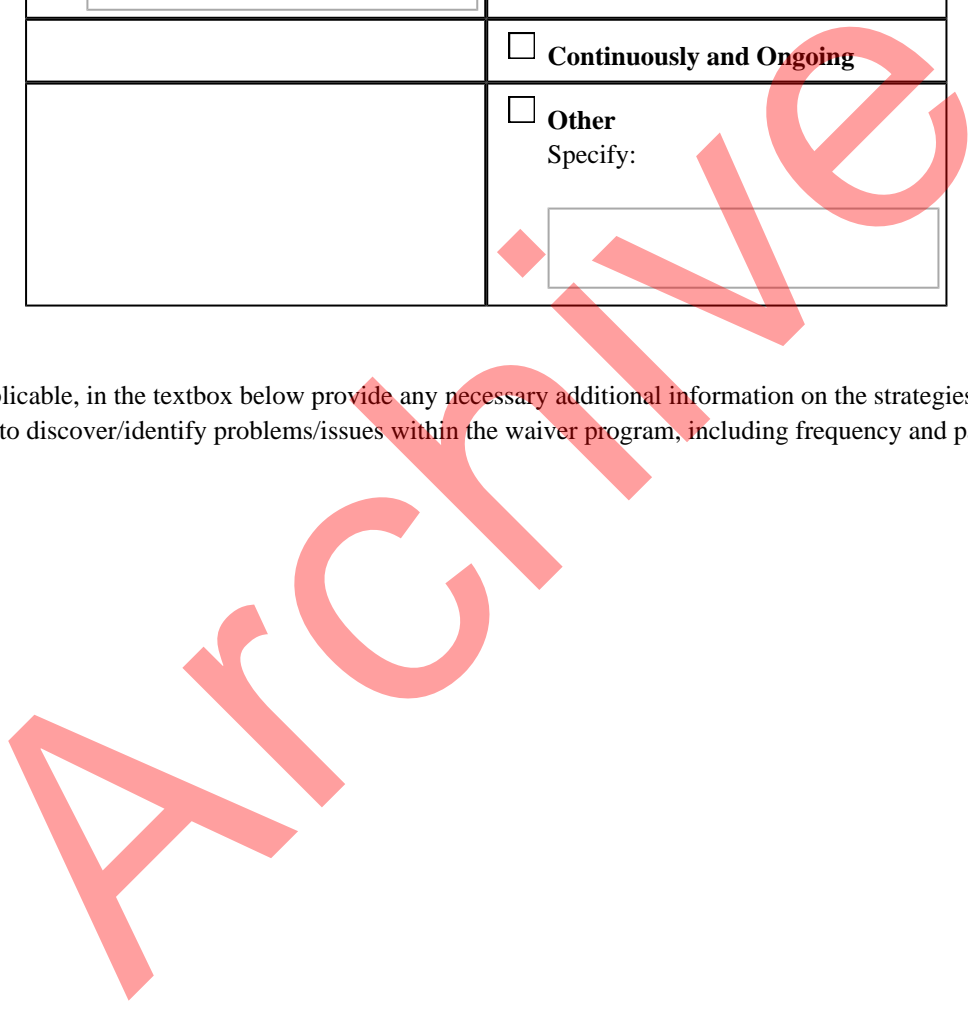 Continuously and Ongoing
Other
Specify:
plicable, in the textbox below provide any necessary additional information on the strategies
to discover/identify problems/issues within the waiver program, including frequency and p
Archive